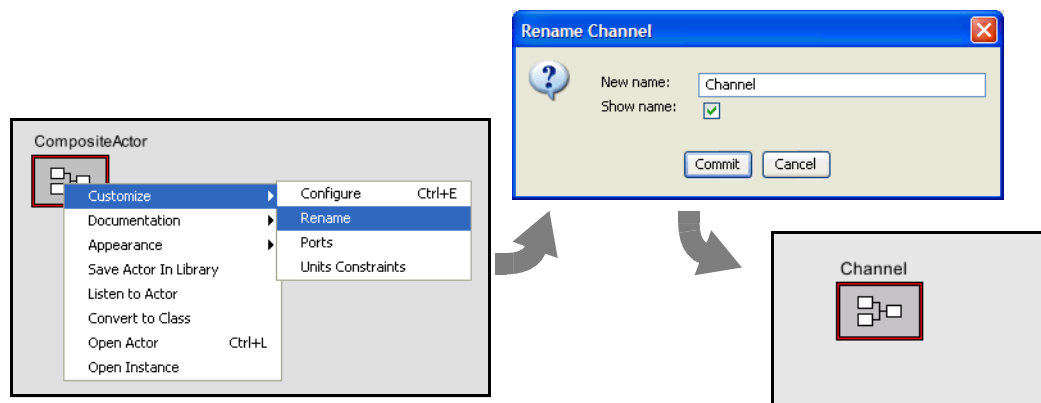 Rename Channel
New name:
Channel
Show name:
Commit
Cancel
CompositeActor
Customize
Documentation
Appearance
Save Actor In Library
Listen to Actor
Convert to Class
Open Actor Ctrl+L
Open Instance
Configure Ctrl+E
Rename
Ports
Units Constraints
Channel